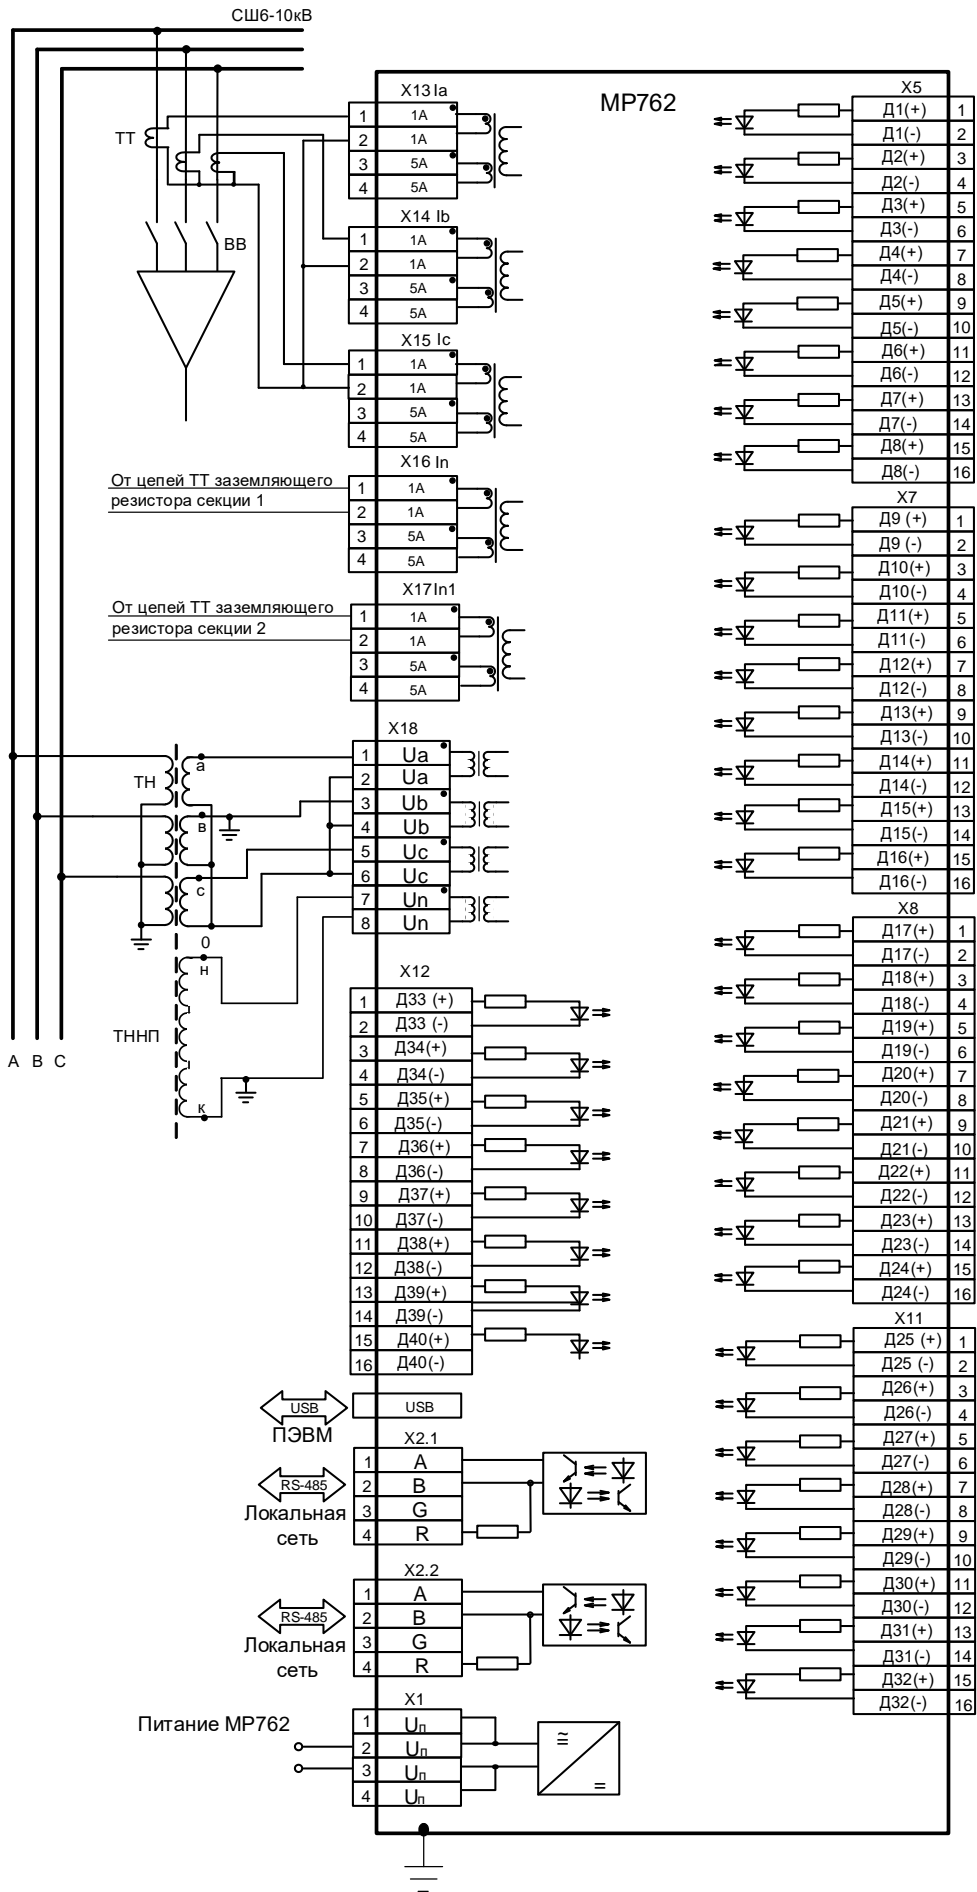 СШ6-10кВ
МР762
ТТ
ВВ
X13 Ia
1 1А
2 1А
3 5А
4 5А
X14 Ib
1 1А
2 1А
3 5А
4 5А
X15 Ic
1 1А
2 1А
3 5А
4 5А
X16 In
1 1А
2 1А
3 5А
4 5А
От цепей ТТ заземляющего
резистора секции 1
X17 In1
1 1А
2 1А
3 5А
4 5А
От цепей ТТ заземляющего
резистора секции 2
X18
1 Ua
2 Ua
3 Ub
4 Ub
5 Uc
6 Uc
7 Un
8 Un
ТН
а
в
с
0
н
ТННП
к
А В С
X12
1 Д33 (+)
2 Д33 (-)
3 Д34(+)
4 Д34(-)
5 Д35(+)
6 Д35(-)
7 Д36(+)
8 Д36(-)
9 Д37(+)
10 Д37(-)
11 Д38(+)
12 Д38(-)
13 Д39(+)
14 Д39(-)
15 Д40(+)
16 Д40(-)
USB
USB
ПЭВМ
X2.1
1 A
2 B
3 G
4 R
RS-485
Локальная
сеть
X2.2
1 A
2 B
3 G
4 R
RS-485
Локальная
сеть
X1
1 Uп
2 Uп
3 Uп
4 Uп
Питание МР762
≅
=
X5
Д1(+) 1
Д1(-) 2
Д2(+) 3
Д2(-) 4
Д3(+) 5
Д3(-) 6
Д4(+) 7
Д4(-) 8
Д5(+) 9
Д5(-) 10
Д6(+) 11
Д6(-) 12
Д7(+) 13
Д7(-) 14
Д8(+) 15
Д8(-) 16
X7
Д9 (+) 1
Д9 (-) 2
Д10(+) 3
Д10(-) 4
Д11(+) 5
Д11(-) 6
Д12(+) 7
Д12(-) 8
Д13(+) 9
Д13(-) 10
Д14(+) 11
Д14(-) 12
Д15(+) 13
Д15(-) 14
Д16(+) 15
Д16(-) 16
X8
Д17(+) 1
Д17(-) 2
Д18(+) 3
Д18(-) 4
Д19(+) 5
Д19(-) 6
Д20(+) 7
Д20(-) 8
Д21(+) 9
Д21(-) 10
Д22(+) 11
Д22(-) 12
Д23(+) 13
Д23(-) 14
Д24(+) 15
Д24(-) 16
X11
Д25 (+) 1
Д25 (-) 2
Д26(+) 3
Д26(-) 4
Д27(+) 5
Д27(-) 6
Д28(+) 7
Д28(-) 8
Д29(+) 9
Д29(-) 10
Д30(+) 11
Д30(-) 12
Д31(+) 13
Д31(-) 14
Д32(+) 15
Д32(-) 16